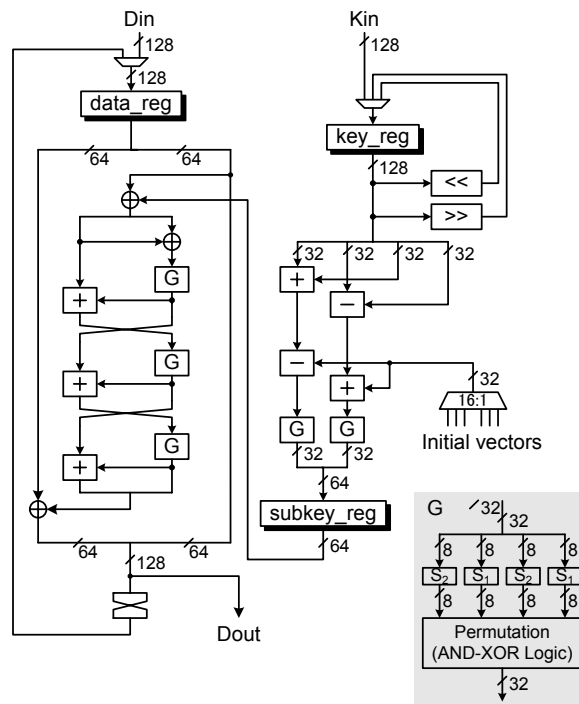 Din
Kin
128
128
128
data_reg
key_reg
128
64
64
<<
>>
32
32
32
32
G
+
+
−
G
−
+
32
+
16:1
G
G
G
Initial vectors
32
32
+
64
subkey_reg
64
64
64
128
Dout
G
32
32
8
8
8
8
S2
S1
S2
S1
8
8
8
8
Permutation
(AND-XOR Logic)
32